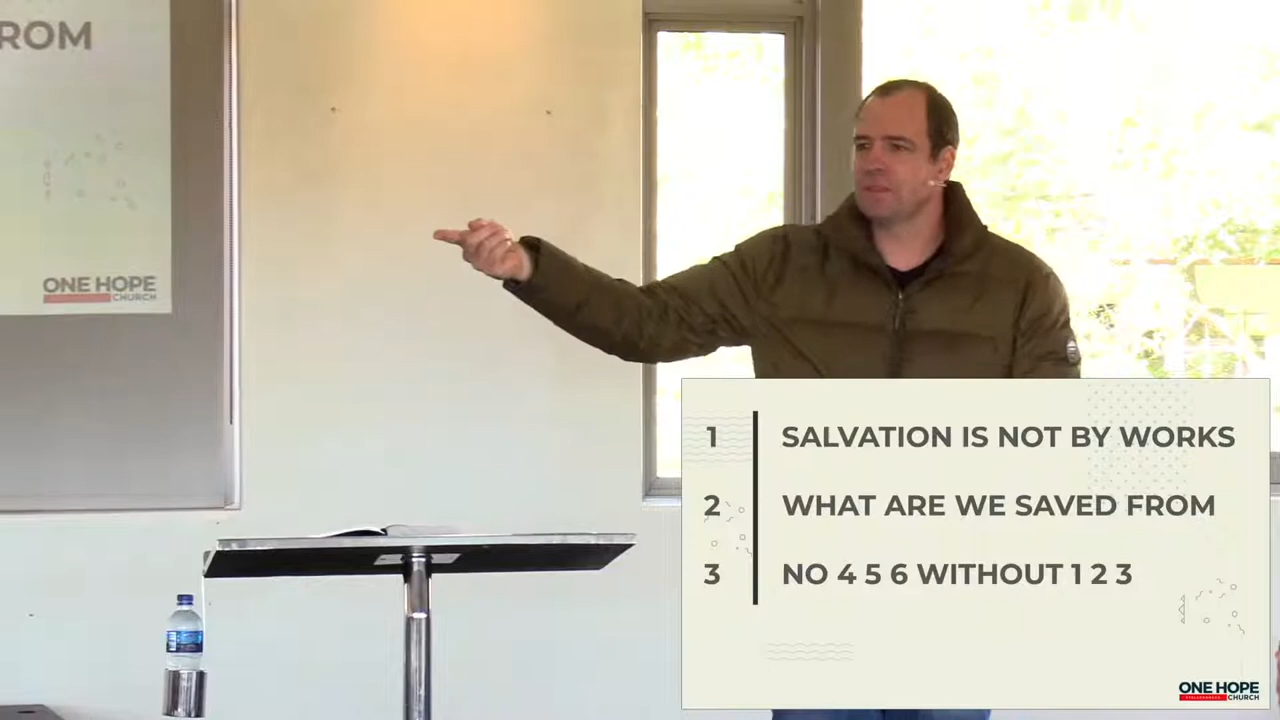 ROM
ONE HOPE
CHURCH
1 SALVATION IS NOT BY WORKS
2 WHAT ARE WE SAVED FROM
3 NO 4 5 6 WITHOUT 1 2 3
ONE HOPE
CHURCH